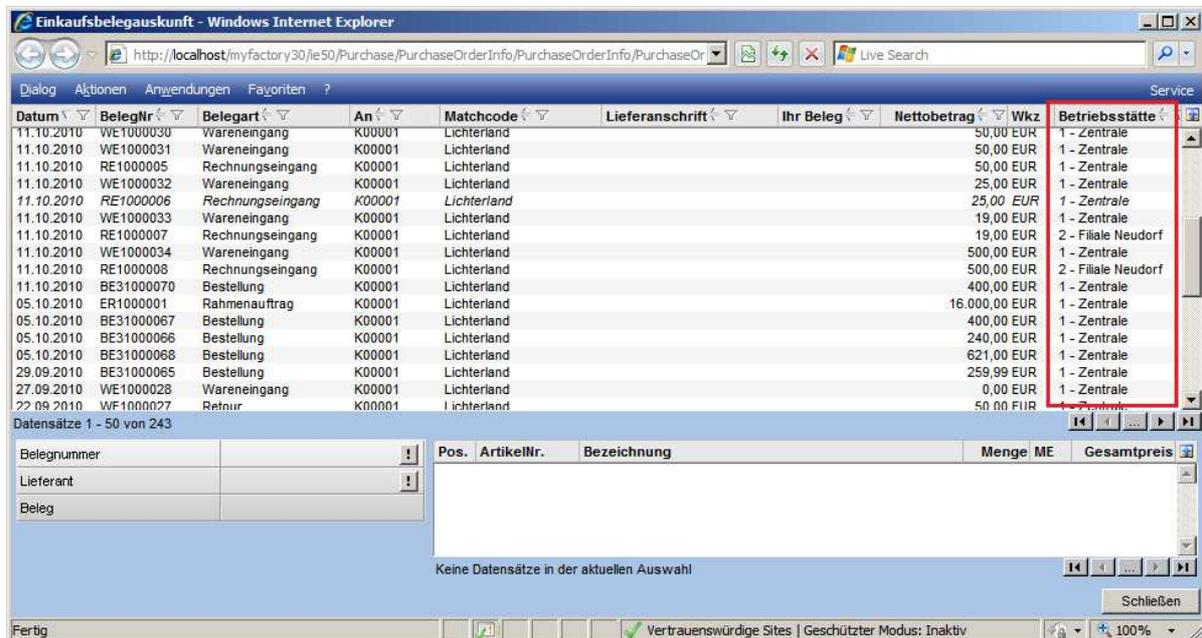 Einkaufsbelegauskunft - Windows Internet Explorer
http://localhost/myfactory30/ie50/Purchase/PurchaseOrderInfo/PurchaseOrderInfo/PurchaseOr Live Search
Dialog Aktionen Anwendungen Favoriten ? Service
Datum BelegNr Belegart An Matchcode Lieferanschrift Ihr Beleg Nettobetrag Wkz Betriebsstätte
11.10.2010 WE1000030 Wareneingang K00001 Lichterland 50,00 EUR 1 - Zentrale
11.10.2010 WE1000031 Wareneingang K00001 Lichterland 50,00 EUR 1 - Zentrale
11.10.2010 RE1000005 Rechnungseingang K00001 Lichterland 50,00 EUR 1 - Zentrale
11.10.2010 WE1000032 Wareneingang K00001 Lichterland 25,00 EUR 1 - Zentrale
11.10.2010 RE1000006 Rechnungseingang K00001 Lichterland 25,00 EUR 1 - Zentrale
11.10.2010 WE1000033 Wareneingang K00001 Lichterland 19,00 EUR 1 - Zentrale
11.10.2010 RE1000007 Rechnungseingang K00001 Lichterland 19,00 EUR 2 - Filiale Neudorf
11.10.2010 WE1000034 Wareneingang K00001 Lichterland 500,00 EUR 1 - Zentrale
11.10.2010 RE1000008 Rechnungseingang K00001 Lichterland 500,00 EUR 2 - Filiale Neudorf
11.10.2010 BE31000070 Bestellung K00001 Lichterland 400,00 EUR 1 - Zentrale
05.10.2010 ER1000001 Rahmenauftrag K00001 Lichterland 16.000,00 EUR 1 - Zentrale
05.10.2010 BE31000067 Bestellung K00001 Lichterland 400,00 EUR 1 - Zentrale
05.10.2010 BE31000066 Bestellung K00001 Lichterland 240,00 EUR 1 - Zentrale
05.10.2010 BE31000068 Bestellung K00001 Lichterland 621,00 EUR 1 - Zentrale
29.09.2010 BE31000065 Bestellung K00001 Lichterland 259,99 EUR 1 - Zentrale
27.09.2010 WE1000028 Wareneingang K00001 Lichterland 0,00 EUR 1 - Zentrale
22.09.2010 WE1000027 Retour K00001 Lichterland 50,00 EUR 1 - Zentrale
Datensätze 1 - 50 von 243 ...
Belegnummer ! Pos. ArtikelNr. Bezeichnung Menge ME Gesamtpreis
Lieferant !
Beleg
Keine Datensätze in der aktuellen Auswahl ...
Schließen
Fertig Vertrauenswürdige Sites | Geschützter Modus: Inaktiv 100%